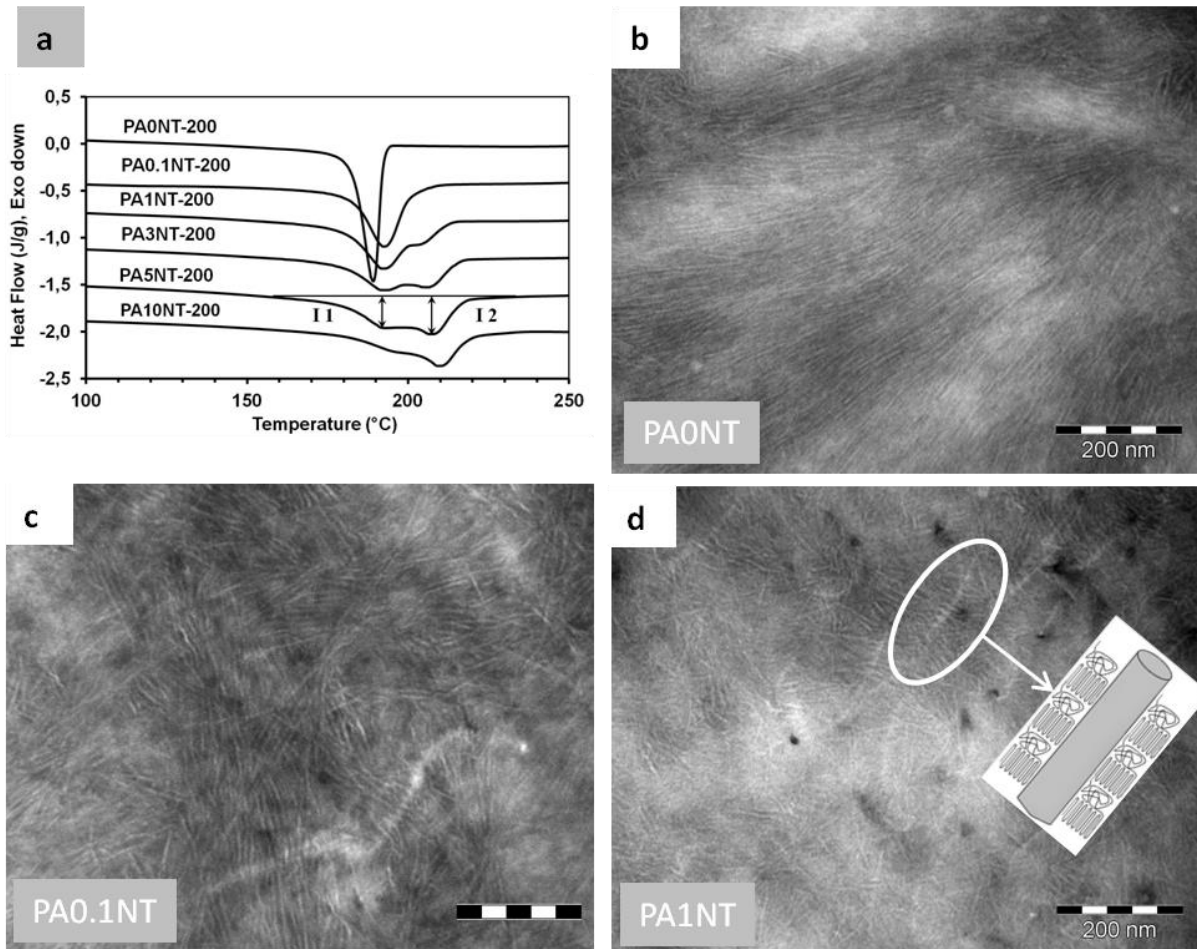 a
0,5
0,0
-0,5
-1,0
-1,5
-2,0
-2,5
Heat Flow (J/g), Exo down
PA0NT-200
PA0.1NT-200
PA1NT-200
PA3NT-200
PA5NT-200
PA10NT-200
I 1
I 2
100
150
200
250
Temperature (°C)
b
PA0NT
200 nm
c
PA0.1NT
d
PA1NT
200 nm